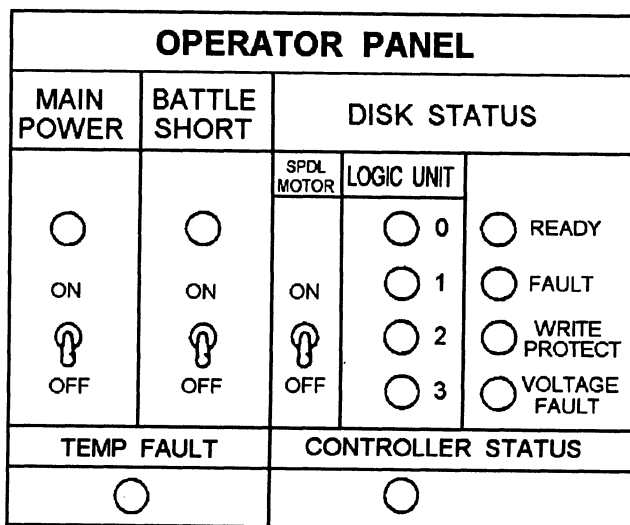 OPERATOR PANEL
MAIN POWER
BATTLE SHORT
DISK STATUS
SPDL MOTOR
LOGIC UNIT
0
READY
ON
ON
ON
1
FAULT
2
WRITE PROTECT
OFF
OFF
OFF
3
VOLTAGE FAULT
TEMP FAULT
CONTROLLER STATUS